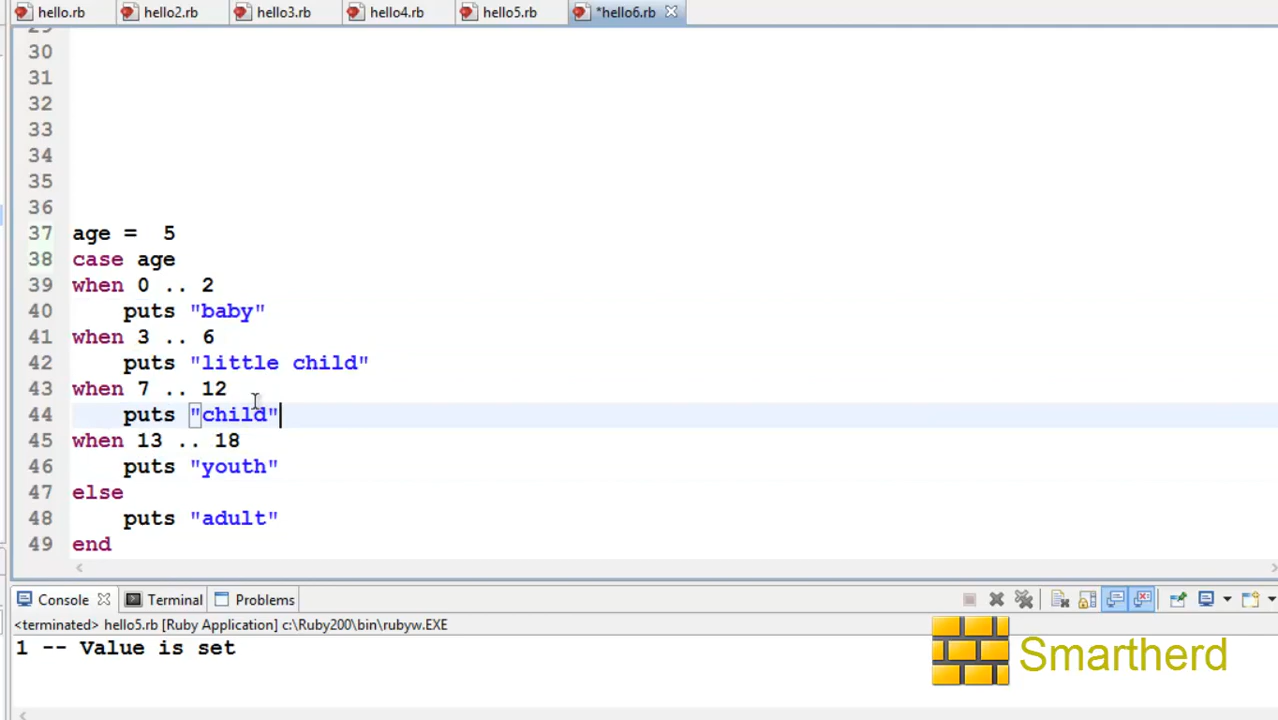 hello.rb hello2.rb hello3.rb hello4.rb hello5.rb *hello6.rb
29
30
31
32
33
34
35
36
37 age =  5
38 case age
39 when 0 .. 2
40     puts "baby"
41 when 3 .. 6
42     puts "little child"
43 when 7 .. 12
44     puts "child"
45 when 13 .. 18
46     puts "youth"
47 else
48     puts "adult"
49 end
Console Terminal Problems
<terminated> hello5.rb [Ruby Application] c:\Ruby200\bin\rubyw.EXE
1 -- Value is set
Smartherd